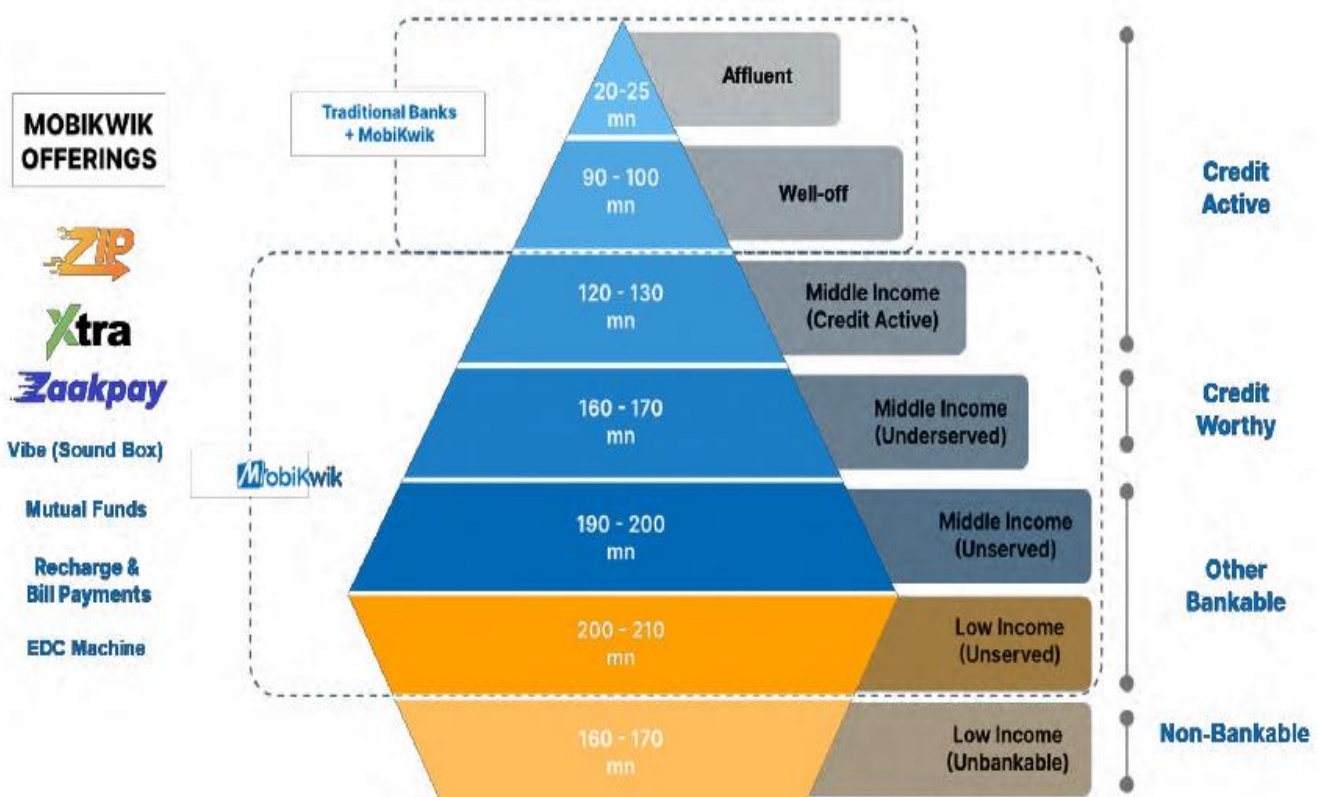 MOBIKWIK
OFFERINGS
ZIP
Xtra
Zaakpay
Vibe (Sound Box)
Mutual Funds
Recharge &
Bill Payments
EDC Machine
Traditional Banks
+ MobiKwik
MobiKwik
20-25
mn
Affluent
90 - 100
mn
Well-off
120 - 130
mn
Middle Income
(Credit Active)
160 - 170
mn
Middle Income
(Underserved)
190 - 200
mn
Middle Income
(Unserved)
200 - 210
mn
Low Income
(Unserved)
160 - 170
mn
Low Income
(Unbankable)
Credit
Active
Credit
Worthy
Other
Bankable
Non-Bankable